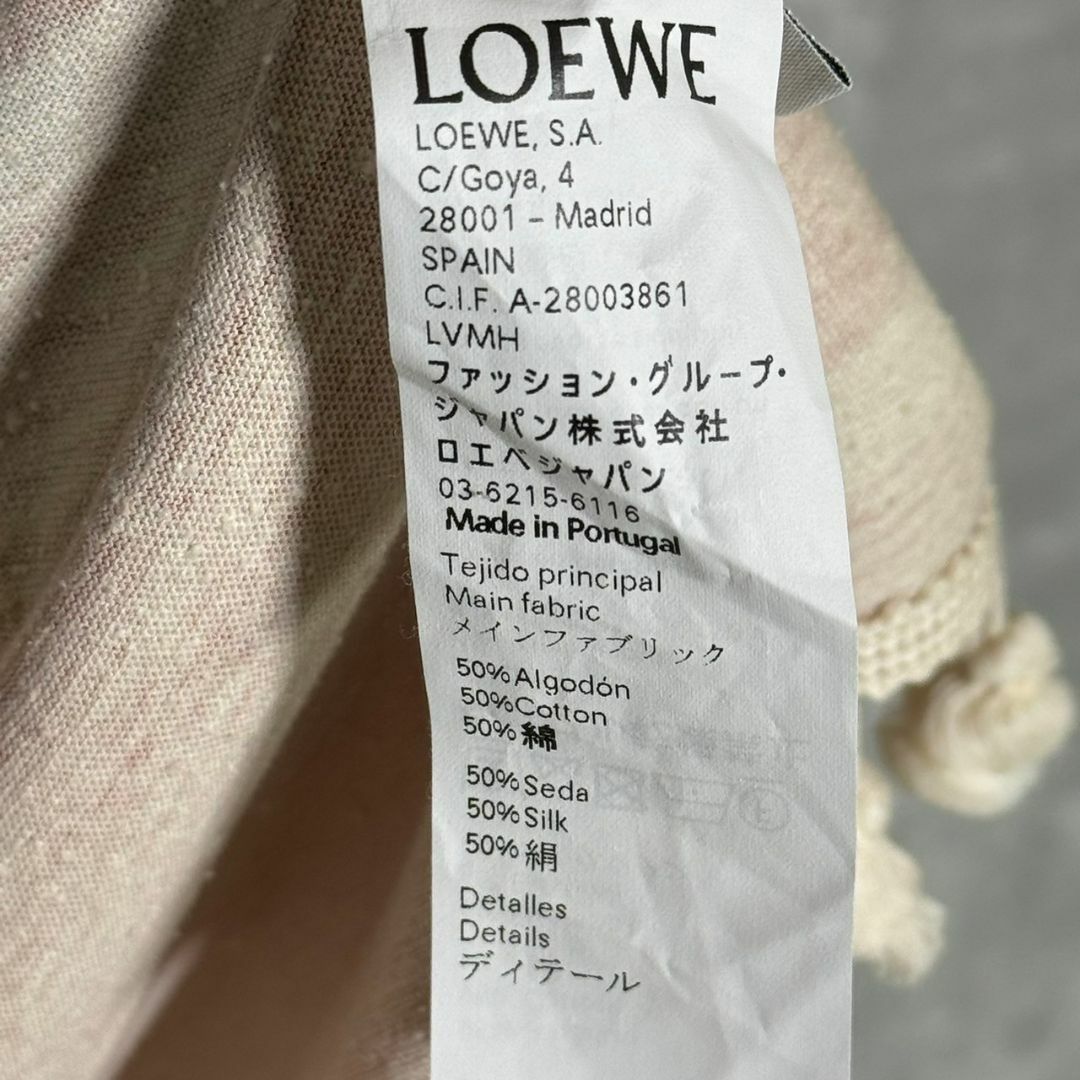 LOEWE
LOEWE, S.A.
C/Goya, 4
28001 – Madrid
SPAIN
C.I.F. A-28003861
LVMH
ファッション・グループ・
ジャパン株式会社
ロエベジャパン
03-6215-6116
Made in Portugal
Tejido principal
Main fabric
メインファブリック
50% Algodón
50% Cotton
50% 綿
50% Seda
50% Silk
50% 絹
Detalles
Details
ディテール